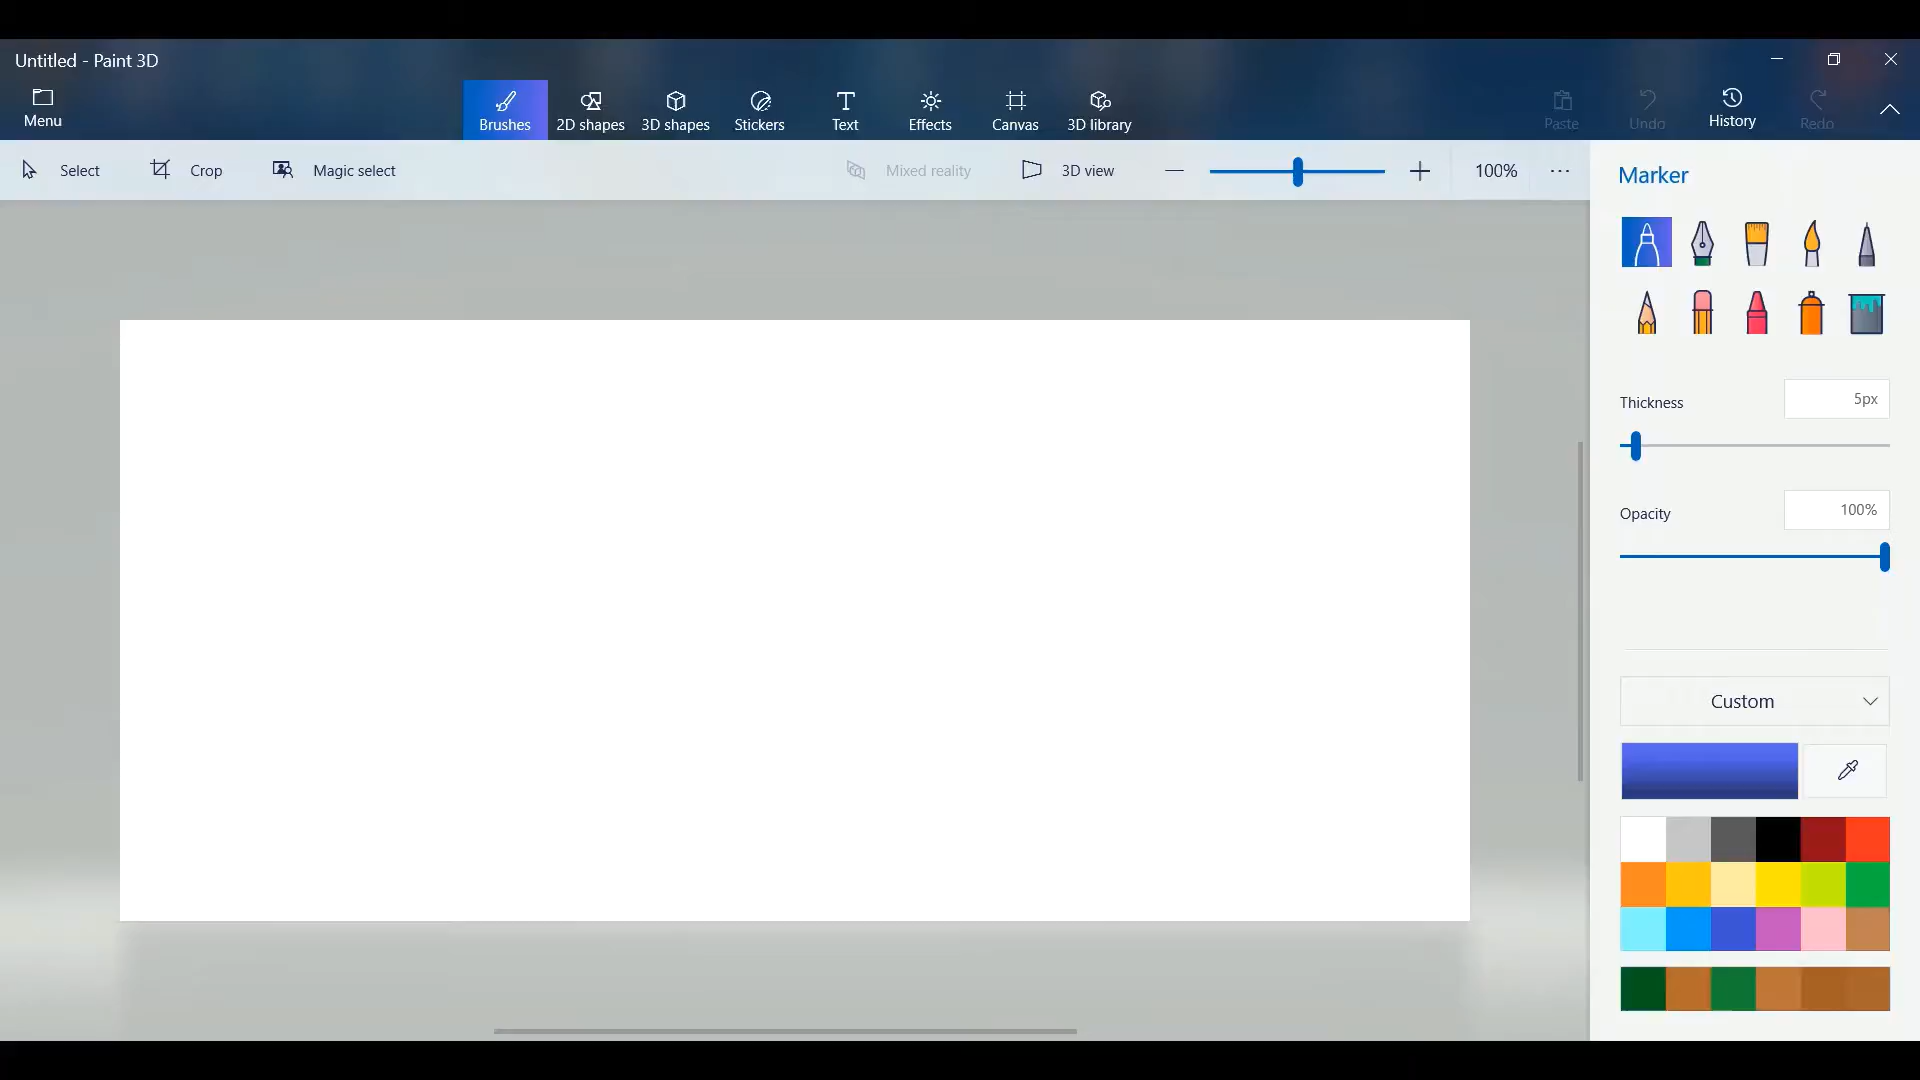 Untitled - Paint 3D
Menu
Brushes
2D shapes
3D shapes
Stickers
Text
Effects
Canvas
3D library
Paste
Undo
History
Redo
Select
Crop
Magic select
Mixed reality
3D view
100%
Marker
Thickness
5px
Opacity
100%
Custom